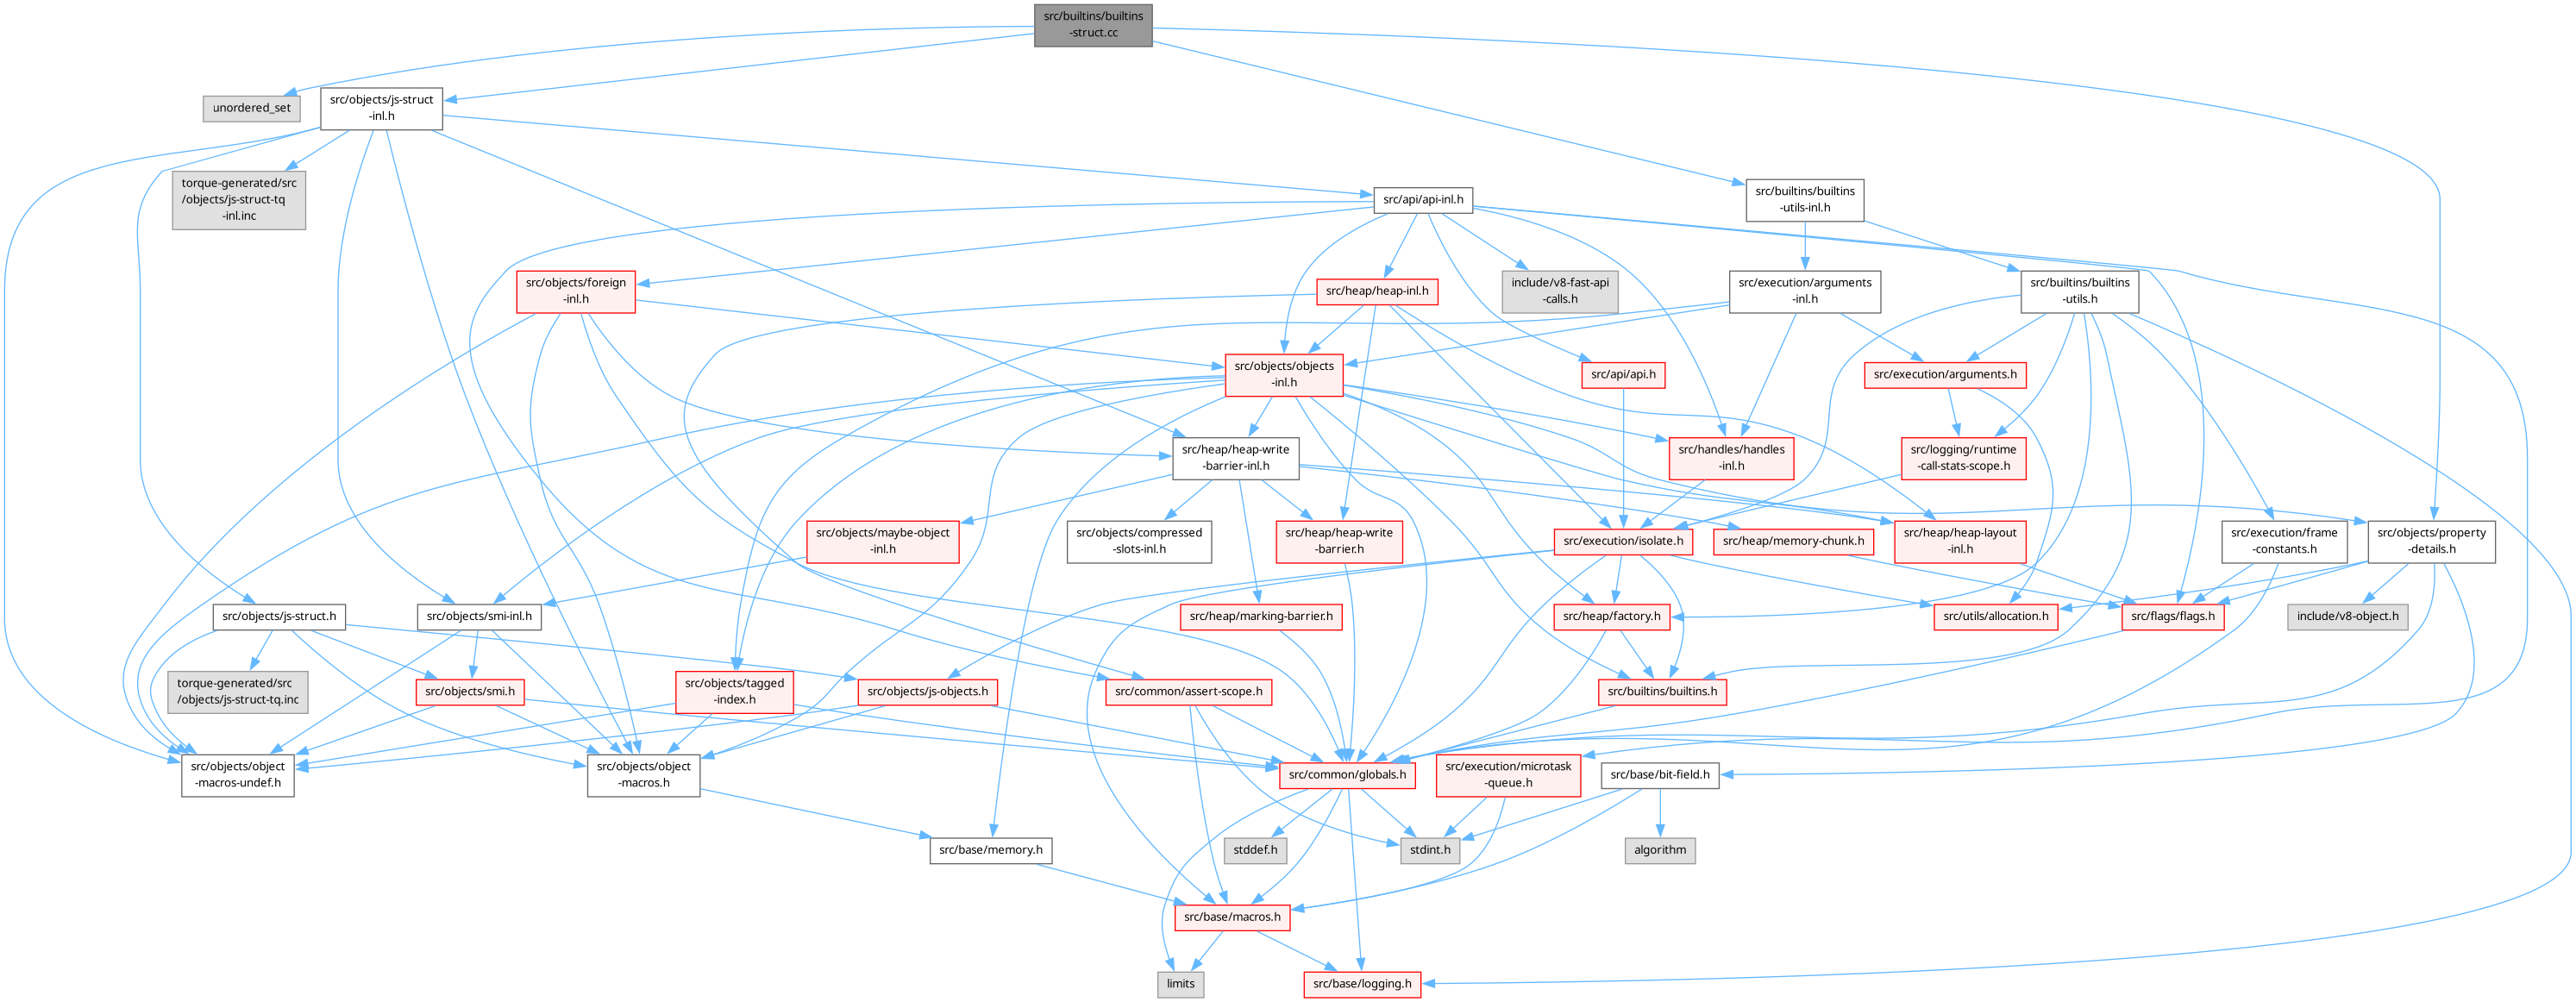 src/builtins/builtins
-struct.cc
unordered_set
src/objects/js-struct
-inl.h
torque-generated/src
/objects/js-struct-tq
-inl.inc
src/api/api-inl.h
src/builtins/builtins
-utils-inl.h
src/objects/foreign
-inl.h
src/heap/heap-inl.h
include/v8-fast-api
-calls.h
src/execution/arguments
-inl.h
src/builtins/builtins
-utils.h
src/objects/objects
-inl.h
src/api/api.h
src/execution/arguments.h
src/heap/heap-write
-barrier-inl.h
src/handles/handles
-inl.h
src/logging/runtime
-call-stats-scope.h
src/objects/maybe-object
-inl.h
src/objects/compressed
-slots-inl.h
src/heap/heap-write
-barrier.h
src/execution/isolate.h
src/heap/memory-chunk.h
src/heap/heap-layout
-inl.h
src/execution/frame
-constants.h
src/objects/property
-details.h
src/objects/js-struct.h
src/objects/smi-inl.h
src/heap/marking-barrier.h
src/heap/factory.h
src/utils/allocation.h
src/flags/flags.h
include/v8-object.h
torque-generated/src
/objects/js-struct-tq.inc
src/objects/smi.h
src/objects/tagged
-index.h
src/objects/js-objects.h
src/common/assert-scope.h
src/builtins/builtins.h
src/objects/object
-macros-undef.h
src/objects/object
-macros.h
src/common/globals.h
src/execution/microtask
-queue.h
src/base/bit-field.h
src/base/memory.h
stddef.h
stdint.h
algorithm
src/base/macros.h
limits
src/base/logging.h